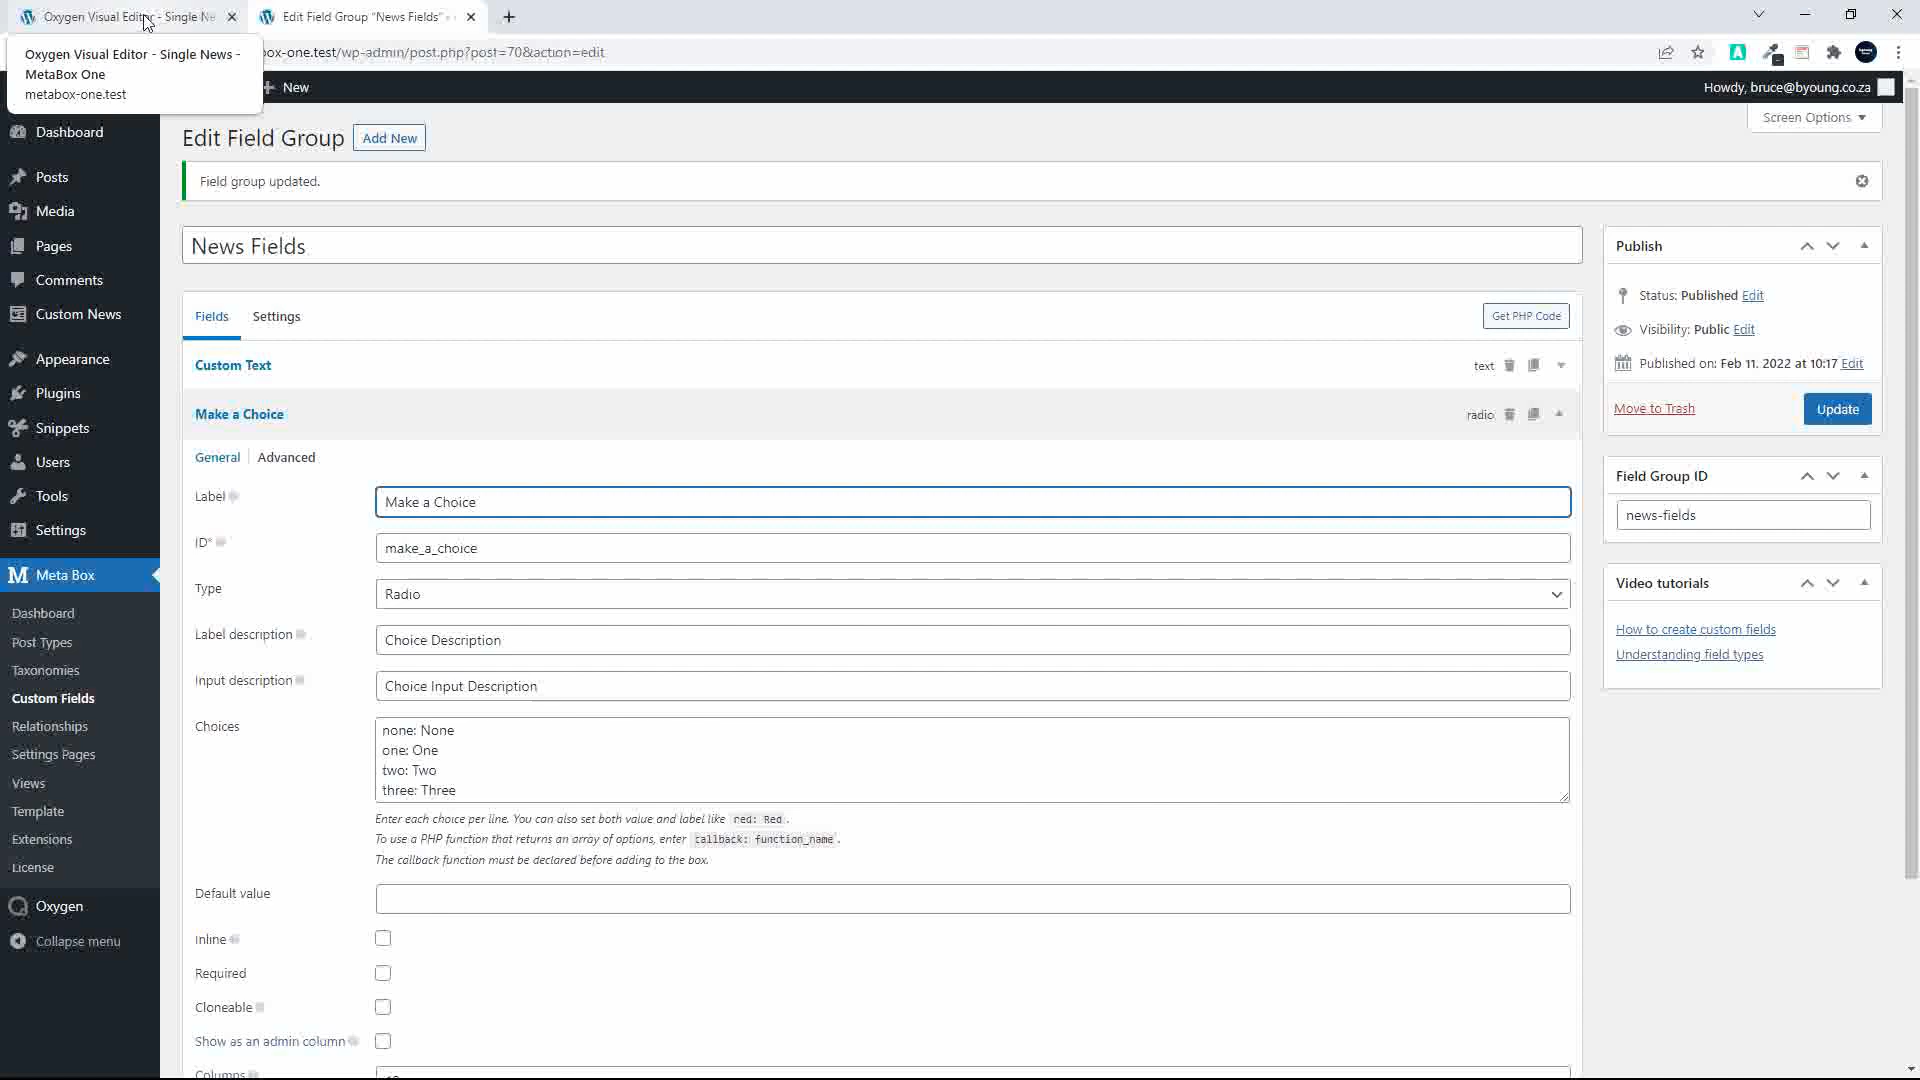 Oxygen Visual Editor - Single Ne
Edit Field Group "News Fields"
Oxygen Visual Editor - Single News -
MetaBox One
metabox-one.test
ox-one.test/wp-admin/post.php?post=70&action=edit
New
Howdy, bruce@byoung.co.za
Screen Options
Dashboard
Posts
Media
Pages
Comments
Custom News
Appearance
Plugins
Snippets
Users
Tools
Settings
Meta Box
Dashboard
Post Types
Taxonomies
Custom Fields
Relationships
Settings Pages
Views
Template
Extensions
License
Oxygen
Collapse menu
Edit Field Group
Add New
Field group updated.
News Fields
Fields
Settings
Get PHP Code
Custom Text
text
Make a Choice
radio
General
Advanced
Label
Make a Choice
ID*
make_a_choice
Type
Radio
Label description
Choice Description
Input description
Choice Input Description
Choices
none: None
one: One
two: Two
three: Three
Enter each choice per line. You can also set both value and label like red: Red.
To use a PHP function that returns an array of options, enter callback: function_name.
The callback function must be declared before adding to the box.
Default value
Inline
Required
Cloneable
Show as an admin column
Columns
Publish
Status: Published Edit
Visibility: Public Edit
Published on: Feb 11, 2022 at 10:17 Edit
Move to Trash
Update
Field Group ID
news-fields
Video tutorials
How to create custom fields
Understanding field types